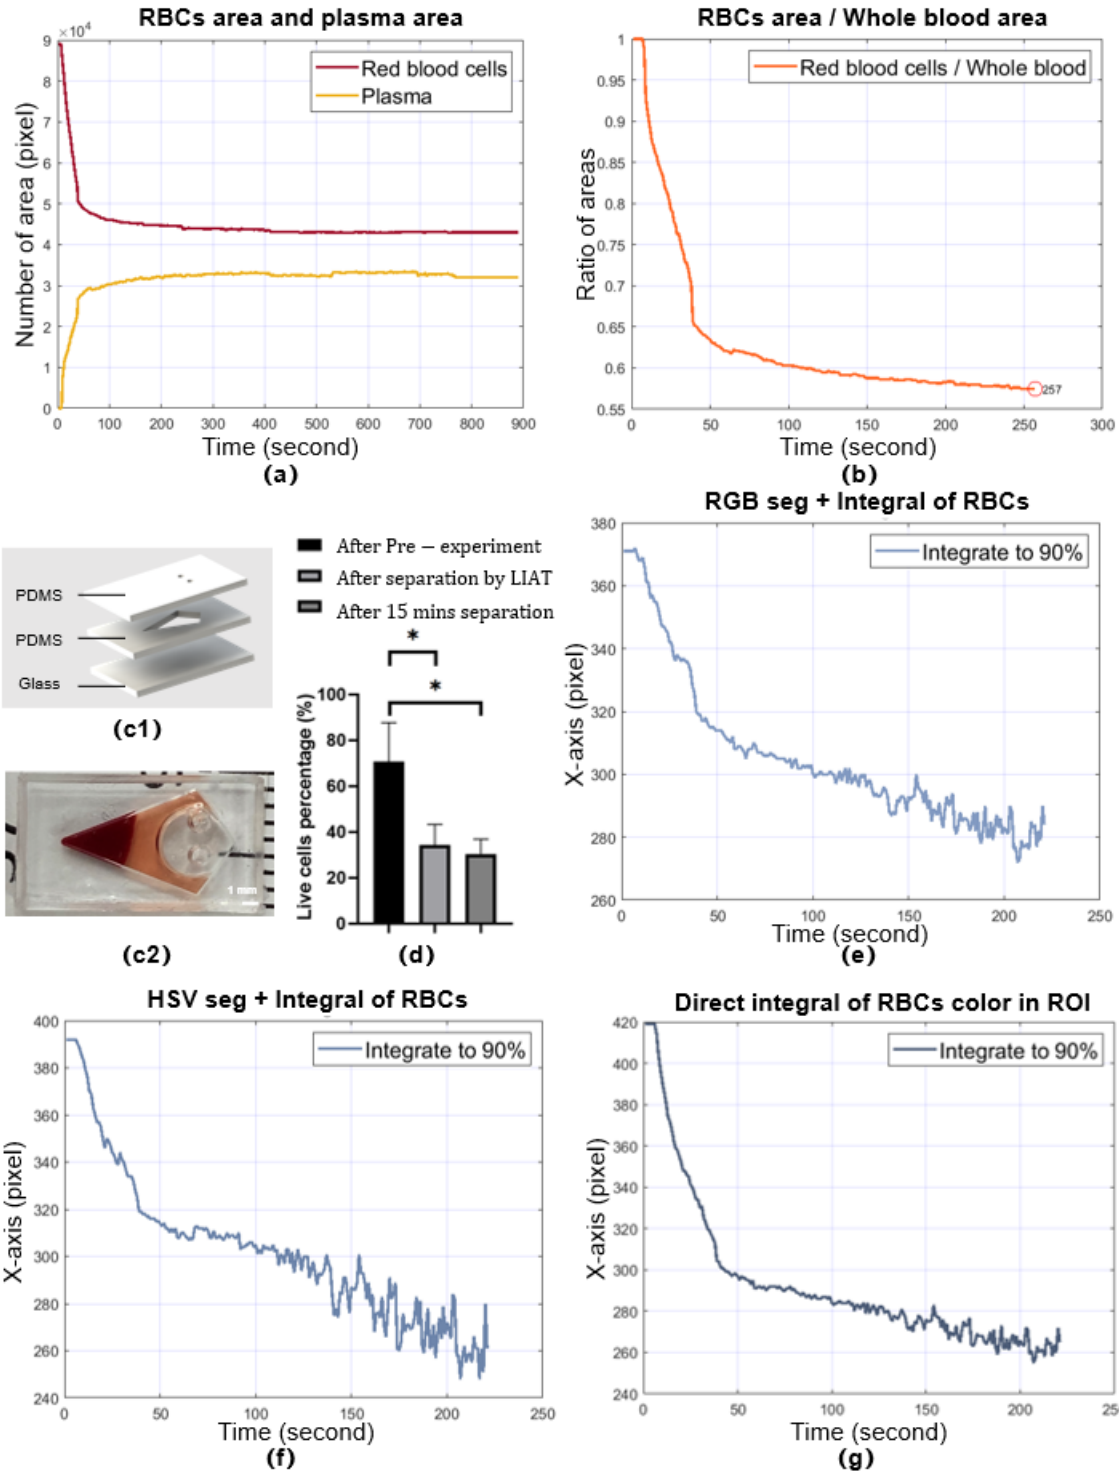 RBCs area and plasma area
×10⁴
Number of area (pixel)
9
8
7
6
5
4
3
2
1
0
Red blood cells
Plasma
0 100 200 300 400 500 600 700 800 900
Time (second)
(a)
RBCs area / Whole blood area
Ratio of areas
1
0.95
0.9
0.85
0.8
0.75
0.7
0.65
0.6
0.55
Red blood cells / Whole blood
257
0 50 100 150 200 250 300
Time (second)
(b)
PDMS
PDMS
Glass
(c1)
1 mm
(c2)
After Pre – experiment
After separation by LIAT
After 15 mins separation
*
*
Live cells percentage (%)
100
80
60
40
20
0
(d)
RGB seg + Integral of RBCs
X-axis (pixel)
380
360
340
320
300
280
260
Integrate to 90%
0 50 100 150 200 250
Time (second)
(e)
HSV seg + Integral of RBCs
X-axis (pixel)
400
380
360
340
320
300
280
260
240
Integrate to 90%
0 50 100 150 200 250
Time (second)
(f)
Direct integral of RBCs color in ROI
X-axis (pixel)
420
400
380
360
340
320
300
280
260
240
Integrate to 90%
0 50 100 150 200 25
Time (second)
(g)